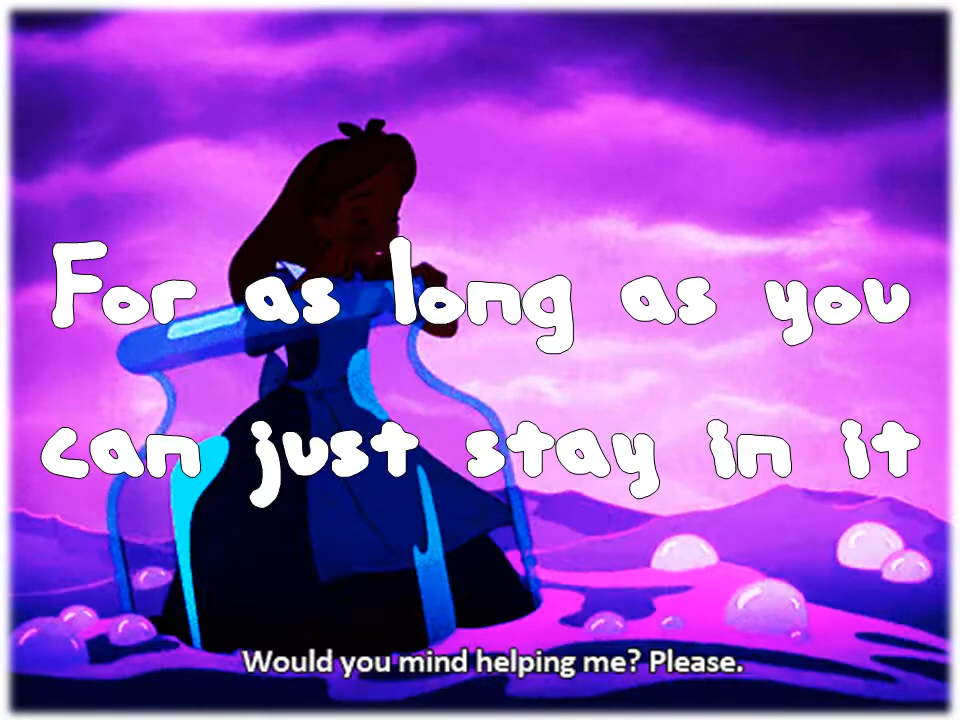 For as long as you
can just stay in it
Would you mind helping me? Please.